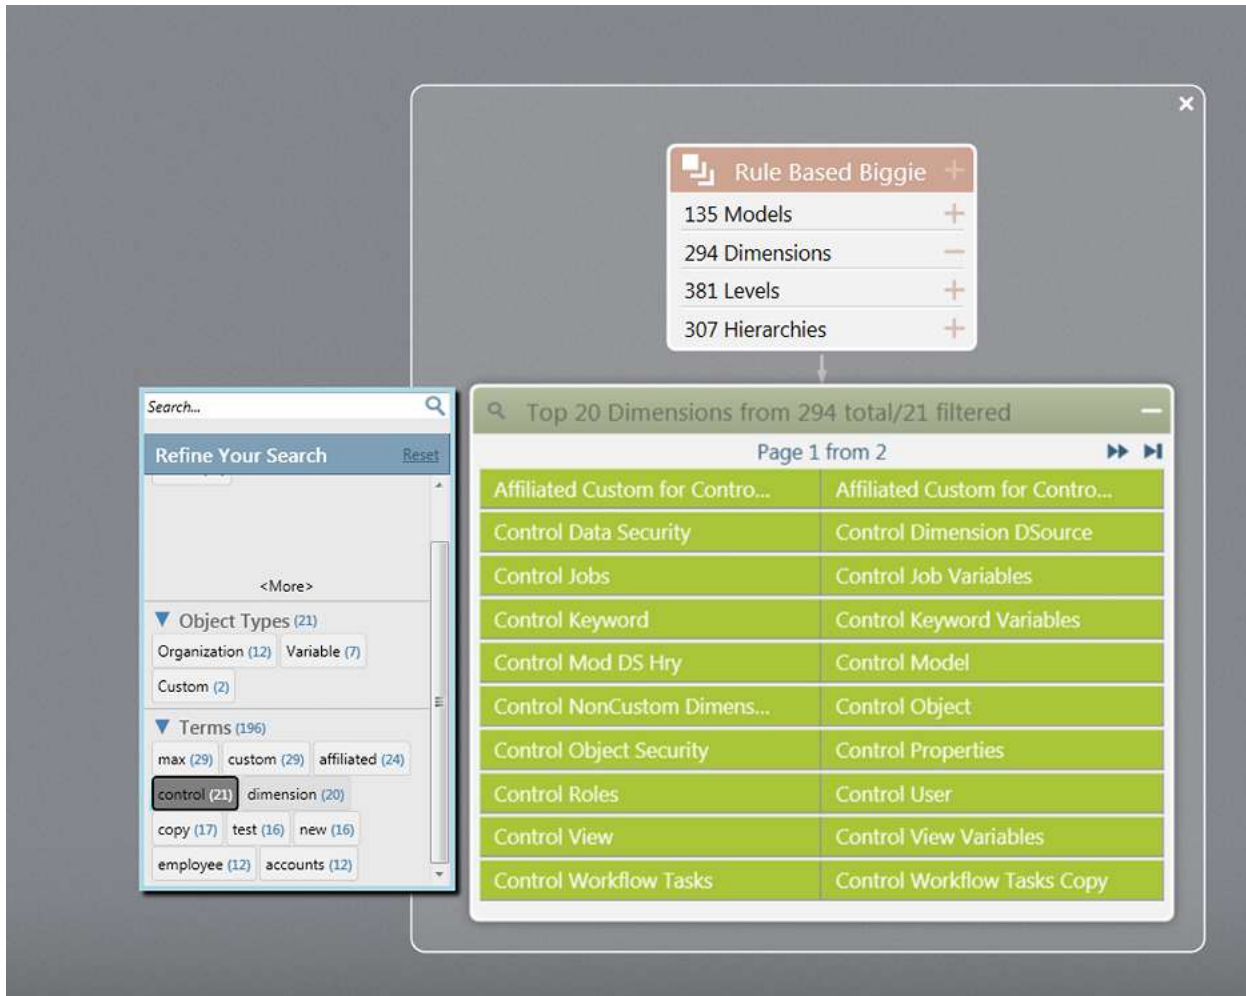 Rule Based Biggie
135 Models
294 Dimensions
381 Levels
307 Hierarchies
Search...
Refine Your Search Reset
<More>
Object Types (21)
Organization (12) Variable (7)
Custom (2)
Terms (196)
max (29) custom (29) affiliated (24)
control (21) dimension (20)
copy (17) test (16) new (16)
employee (12) accounts (12)
Top 20 Dimensions from 294 total/21 filtered
Page 1 from 2
Affiliated Custom for Contro... Affiliated Custom for Contro...
Control Data Security Control Dimension DSource
Control Jobs Control Job Variables
Control Keyword Control Keyword Variables
Control Mod DS Hry Control Model
Control NonCustom Dimens... Control Object
Control Object Security Control Properties
Control Roles Control User
Control View Control View Variables
Control Workflow Tasks Control Workflow Tasks Copy